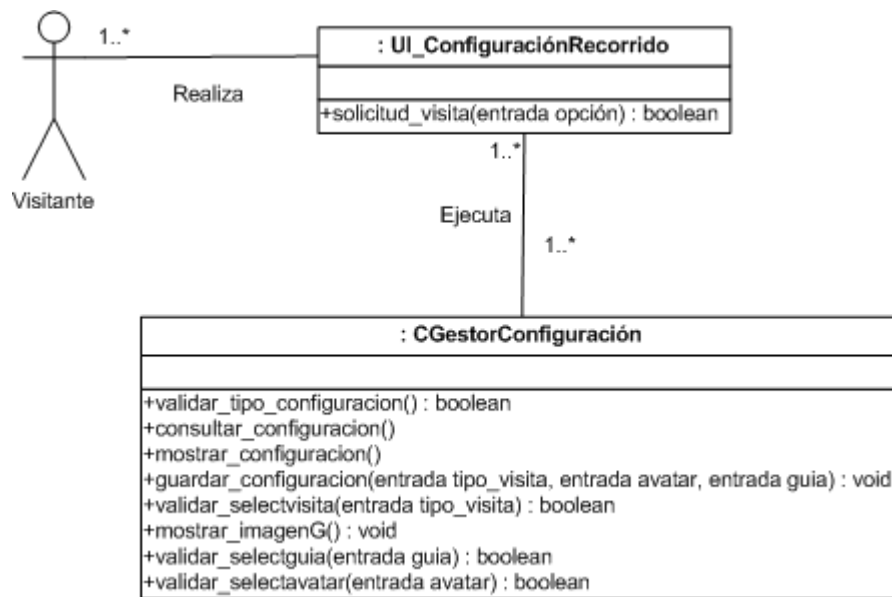 1..*
: UI_ConfiguraciónRecorrido
Realiza
+solicitud_visita(entrada opción) : boolean
Visitante
1..*
Ejecuta
1..*
: CGestorConfiguración
+validar_tipo_configuracion() : boolean
+consultar_configuracion()
+mostrar_configuracion()
+guardar_configuracion(entrada tipo_visita, entrada avatar, entrada guia) : void
+validar_selectvisita(entrada tipo_visita) : boolean
+mostrar_imagenG() : void
+validar_selectguia(entrada guia) : boolean
+validar_selectavatar(entrada avatar) : boolean